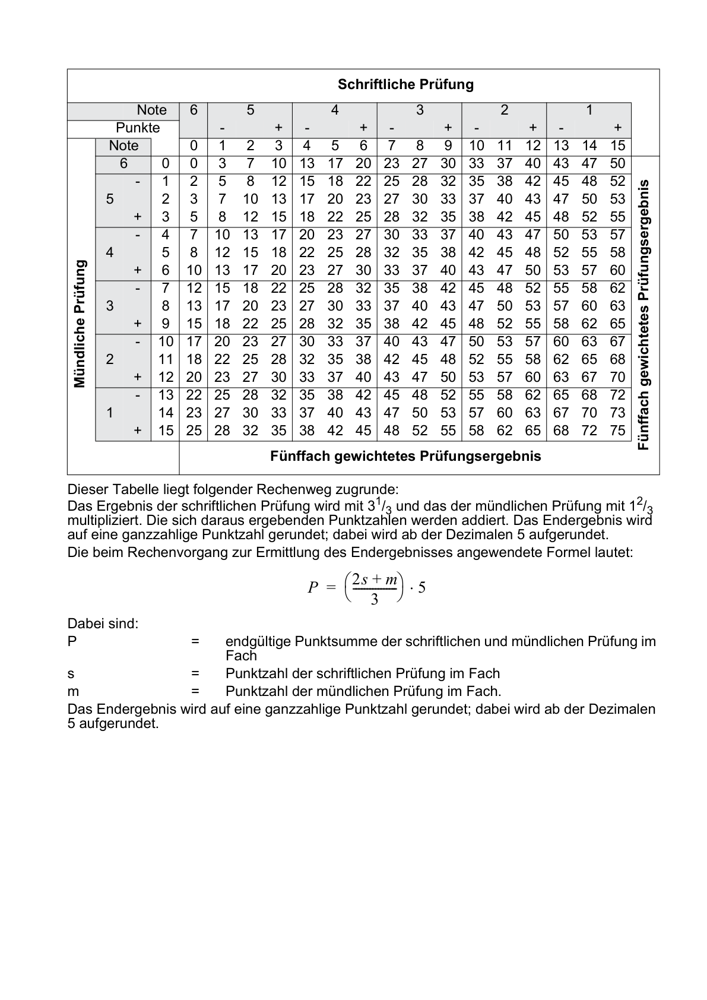 Schriftliche Prüfung
Note 6 5 4 3 2 1
Punkte - + - + - + - + - +
Note 0 1 2 3 4 5 6 7 8 9 10 11 12 13 14 15
6 0 0 3 7 10 13 17 20 23 27 30 33 37 40 43 47 50
- 1 2 5 8 12 15 18 22 25 28 32 35 38 42 45 48 52
5 2 3 7 10 13 17 20 23 27 30 33 37 40 43 47 50 53
+ 3 5 8 12 15 18 22 25 28 32 35 38 42 45 48 52 55
- 4 7 10 13 17 20 23 27 30 33 37 40 43 47 50 53 57
4 5 8 12 15 18 22 25 28 32 35 38 42 45 48 52 55 58
+ 6 10 13 17 20 23 27 30 33 37 40 43 47 50 53 57 60
- 7 12 15 18 22 25 28 32 35 38 42 45 48 52 55 58 62
3 8 13 17 20 23 27 30 33 37 40 43 47 50 53 57 60 63
+ 9 15 18 22 25 28 32 35 38 42 45 48 52 55 58 62 65
- 10 17 20 23 27 30 33 37 40 43 47 50 53 57 60 63 67
2 11 18 22 25 28 32 35 38 42 45 48 52 55 58 62 65 68
+ 12 20 23 27 30 33 37 40 43 47 50 53 57 60 63 67 70
- 13 22 25 28 32 35 38 42 45 48 52 55 58 62 65 68 72
1 14 23 27 30 33 37 40 43 47 50 53 57 60 63 67 70 73
+ 15 25 28 32 35 38 42 45 48 52 55 58 62 65 68 72 75
Mündliche Prüfung
Fünffach gewichtetes Prüfungsergebnis
Fünffach gewichtetes Prüfungsergebnis
Dieser Tabelle liegt folgender Rechenweg zugrunde:
Das Ergebnis der schriftlichen Prüfung wird mit 3 1/3 und das der mündlichen Prüfung mit 1 2/3
multipliziert. Die sich daraus ergebenden Punktzahlen werden addiert. Das Endergebnis wird
auf eine ganzzahlige Punktzahl gerundet; dabei wird ab der Dezimalen 5 aufgerundet.
Die beim Rechenvorgang zur Ermittlung des Endergebnisses angewendete Formel lautet:
P = (2s + m / 3) · 5
Dabei sind:
P = endgültige Punktsumme der schriftlichen und mündlichen Prüfung im
Fach
s = Punktzahl der schriftlichen Prüfung im Fach
m = Punktzahl der mündlichen Prüfung im Fach.
Das Endergebnis wird auf eine ganzzahlige Punktzahl gerundet; dabei wird ab der Dezimalen
5 aufgerundet.